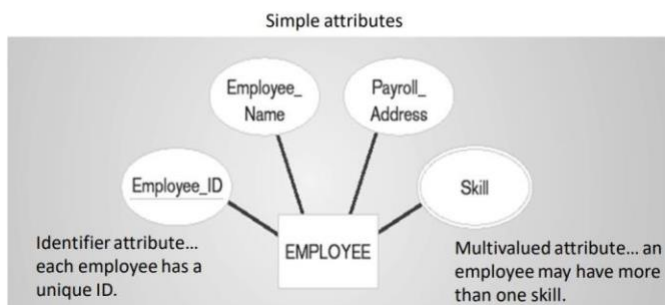 Simple attributes
Employee_
Name
Payroll_
Address
Employee_ID
Skill
EMPLOYEE
Identifier attribute...
each employee has a
unique ID.
Multivalued attribute... an
employee may have more
than one skill.